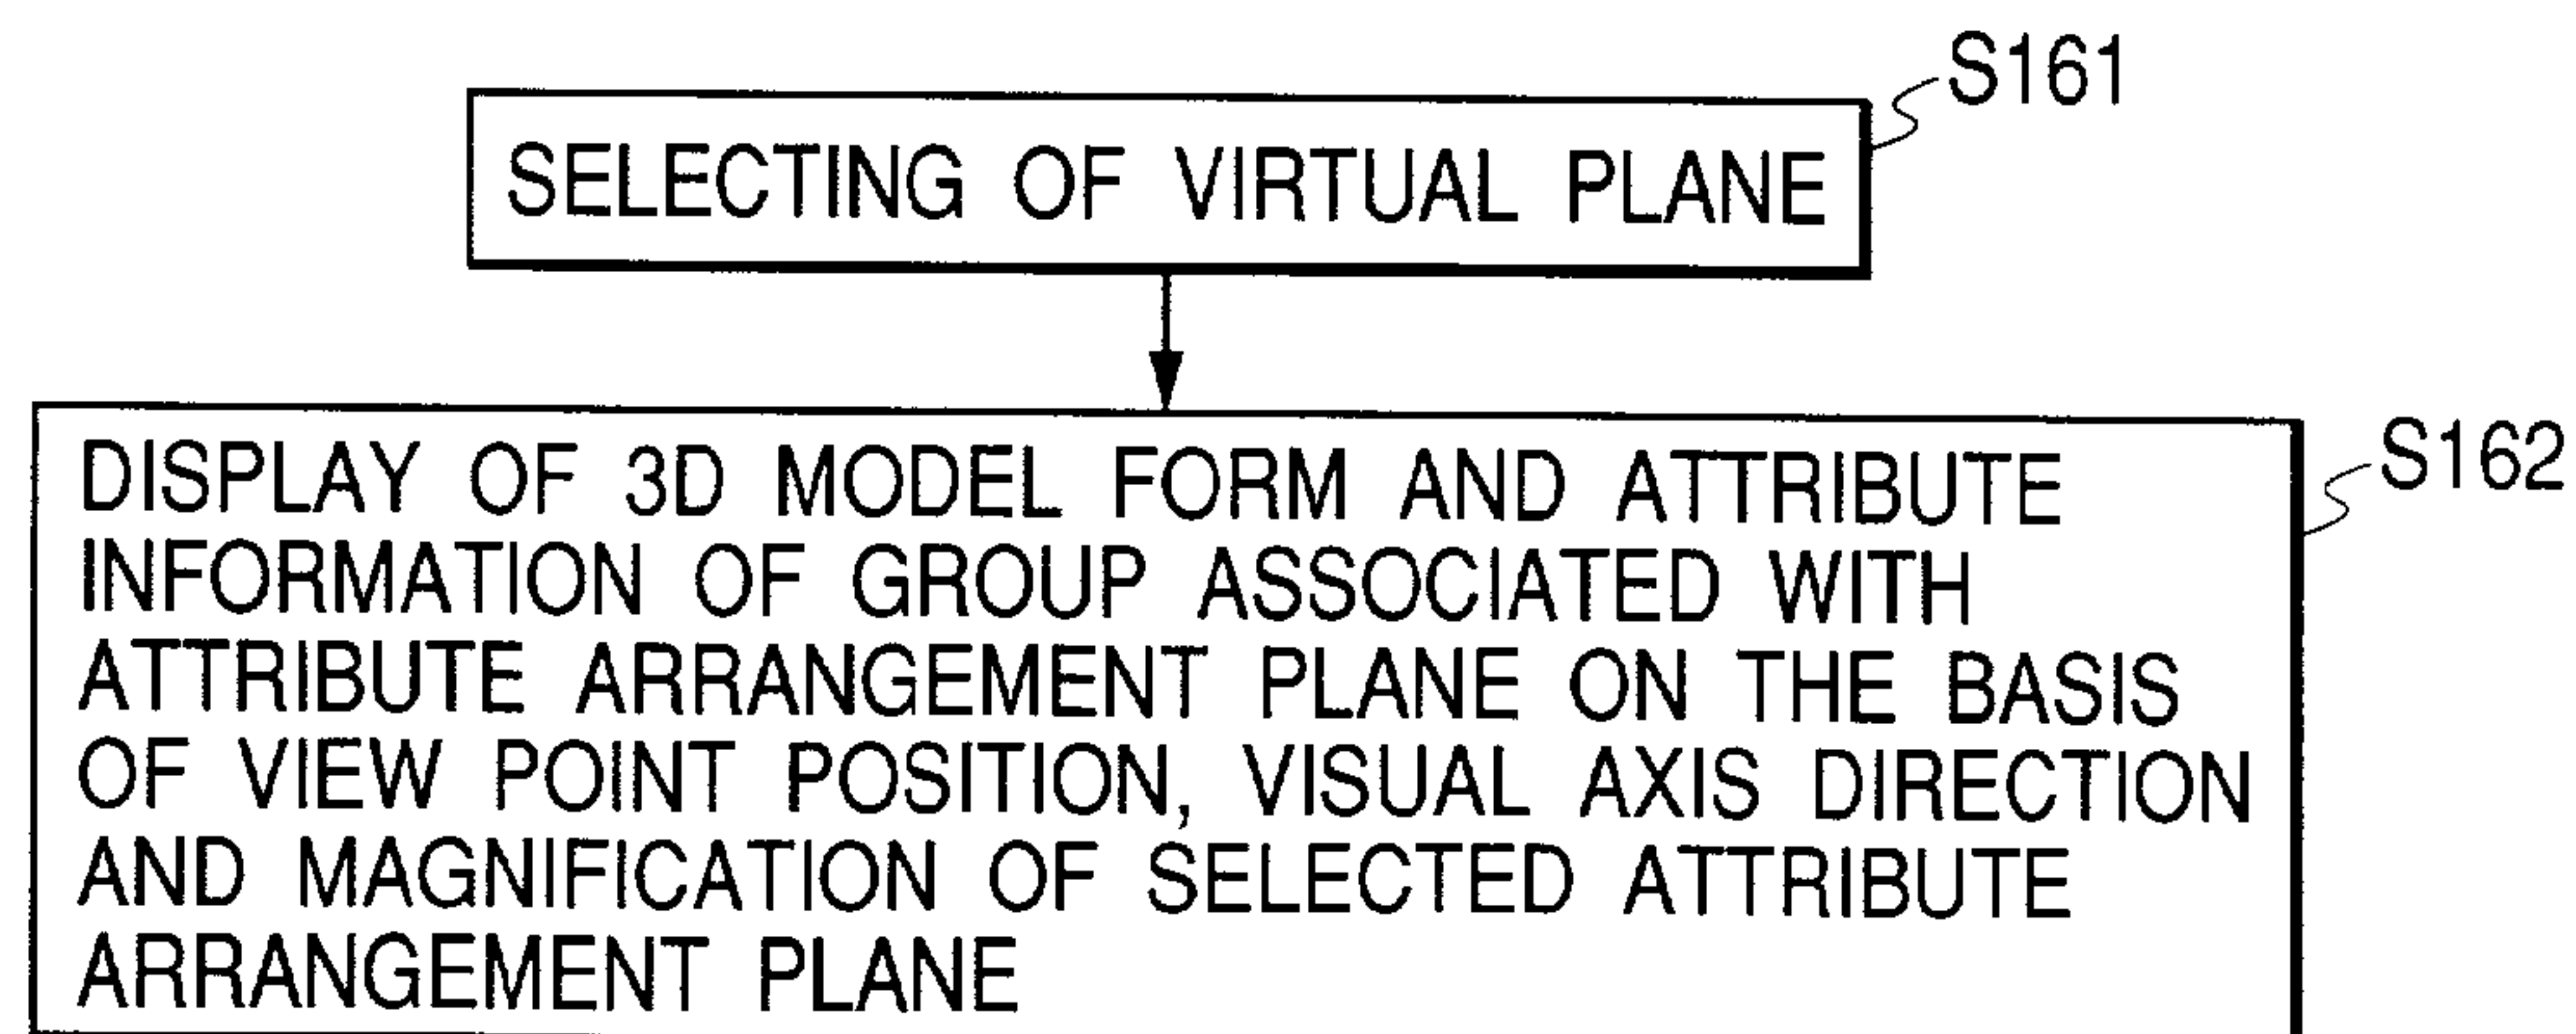 S161
SELECTING OF VIRTUAL PLANE
S162
DISPLAY OF 3D MODEL FORM AND ATTRIBUTE
INFORMATION OF GROUP ASSOCIATED WITH
ATTRIBUTE ARRANGEMENT PLANE ON THE BASIS
OF VIEW POINT POSITION, VISUAL AXIS DIRECTION
AND MAGNIFICATION OF SELECTED ATTRIBUTE
ARRANGEMENT PLANE